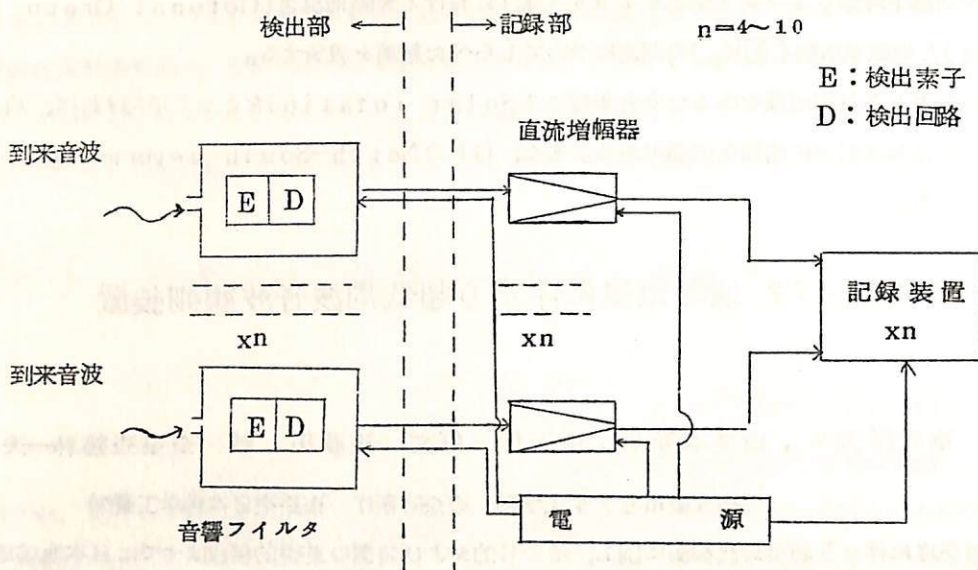 検出部 ← → 記録部 n=4~10
E:検出素子
D:検出回路
到来音波
直流増幅器
E D
xn
xn
記録装置
xn
到来音波
E D
音響フィルタ
電源